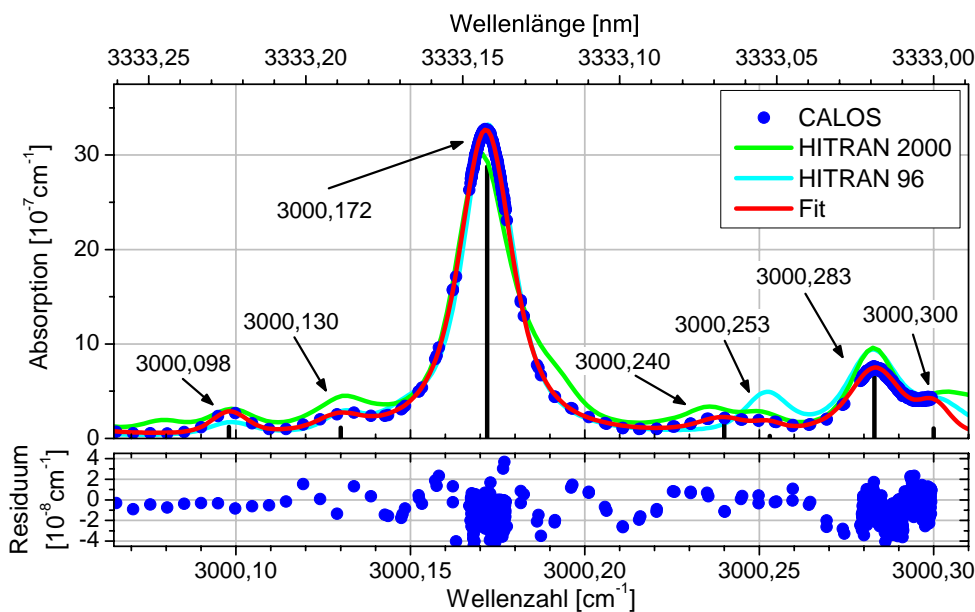 Wellenlänge [nm]
3333,25 3333,20 3333,15 3333,10 3333,05 3333,00
Absorption [10⁻⁷cm⁻¹]
30
20
10
0
CALOS
HITRAN 2000
HITRAN 96
Fit
3000,172
3000,283
3000,300
3000,130
3000,253
3000,098
3000,240
Residuum
[10⁻⁸cm⁻¹]
4
2
0
-2
-4
3000,10 3000,15 3000,20 3000,25 3000,30
Wellenzahl [cm⁻¹]